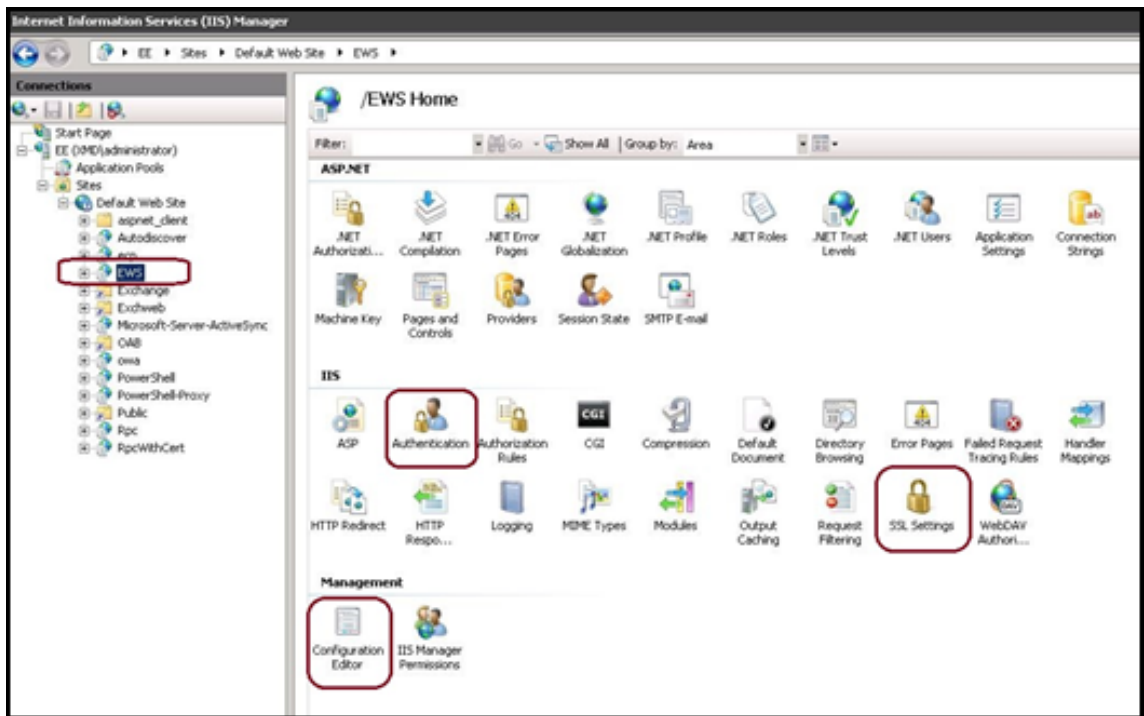 Internet Information Services (IIS) Manager
EE Sites Default Web Site EWS
Connections
Start Page
EE (XMD\administrator)
Application Pools
Sites
Default Web Site
aspnet_client
Autodiscover
ecp
EWS
Exchange
Exchweb
Microsoft-Server-ActiveSync
OAB
owa
PowerShell
PowerShell-Proxy
Public
Rpc
RpcWithCert
/EWS Home
Filter: Go Show All Group by: Area
ASP.NET
.NET Authorizati...
.NET Compilation
.NET Error Pages
.NET Globalization
.NET Profile
.NET Roles
.NET Trust Levels
.NET Users
Application Settings
Connection Strings
Machine Key
Pages and Controls
Providers
Session State
SMTP E-mail
IIS
ASP
Authentication
Authorization Rules
CGI
Compression
Default Document
Directory Browsing
Error Pages
Failed Request Tracing Rules
Handler Mappings
HTTP Redirect
HTTP Respo...
Logging
MIME Types
Modules
Output Caching
Request Filtering
SSL Settings
WebDAV Authori...
Management
Configuration Editor
IIS Manager Permissions